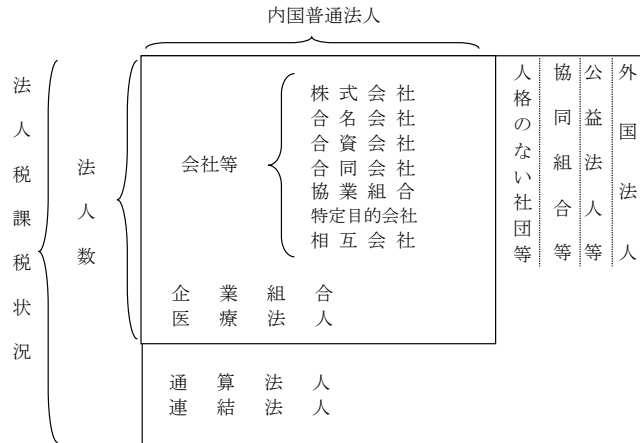 内国普通法人
法人税課税状況
法人数
会社等
株式会社
合名会社
合資会社
合同会社
協業組合
特定目的会社
相互会社
企業組合
医療法人
通算法人
連結法人
人格のない社団等
協同組合等
公益法人等
外国法人